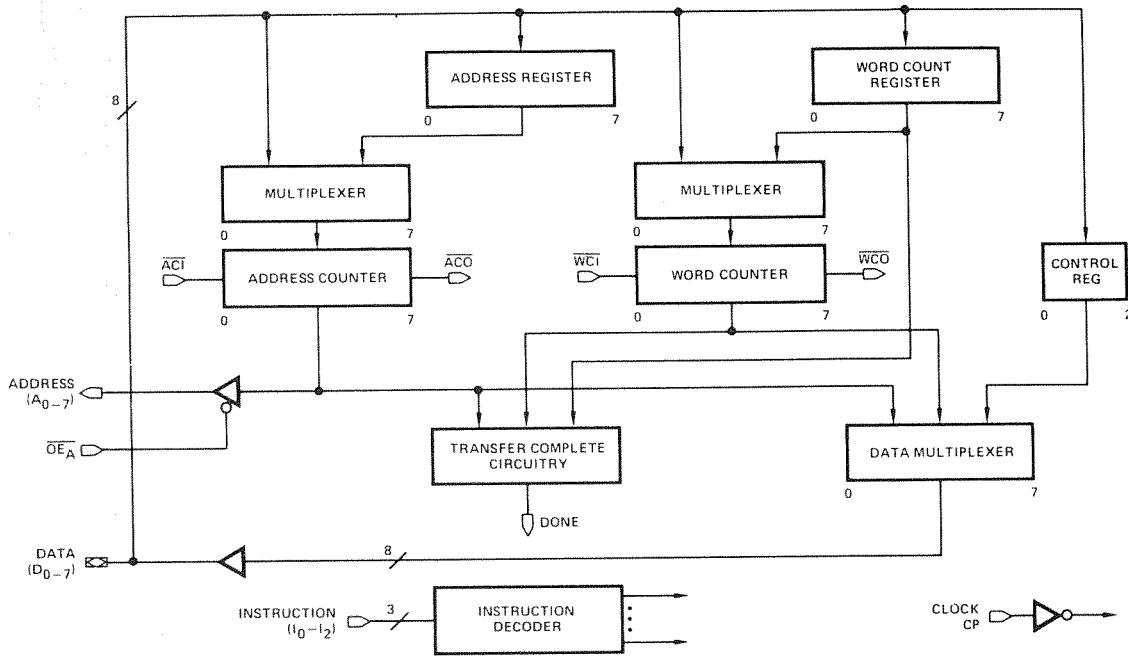 ADDRESS REGISTER
0 7
WORD COUNT
REGISTER
0 7
8
MULTIPLEXER
0 7
MULTIPLEXER
0 7
ACI
ADDRESS COUNTER
ACO
0 7
WCI
WORD COUNTER
WCO
0 7
CONTROL
REG
0 2
ADDRESS
(A0–7)
OEA
TRANSFER COMPLETE
CIRCUITRY
DONE
DATA MULTIPLEXER
0 7
DATA
(D0–7)
8
INSTRUCTION
(I0–I2)
3
INSTRUCTION
DECODER
CLOCK
CP